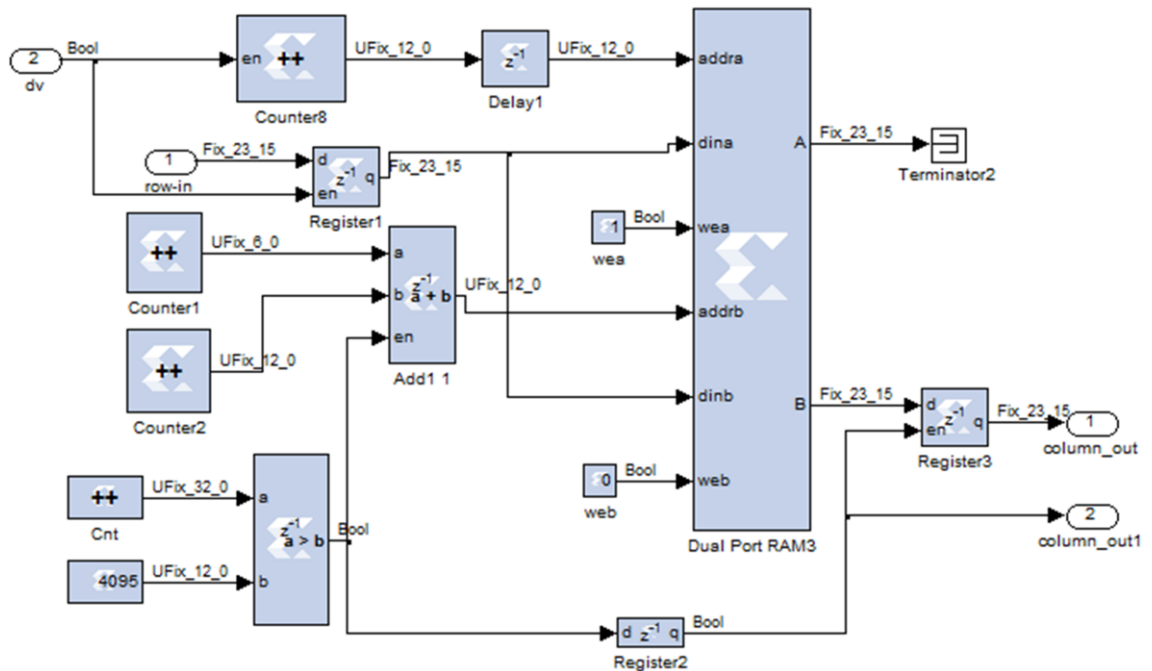 2
Bool
dv
en
++
UFix_12_0
Counter8
z-1
UFix_12_0
Delay1
addra
1
Fix_23_15
row-in
d
z-1 q
en
Fix_23_15
Register1
dina
A
Fix_23_15
Terminator2
++
UFix_6_0
Counter1
a
z-1
b
a + b
en
UFix_12_0
Add1 1
1
Bool
wea
wea
addrb
++
UFix_12_0
Counter2
dinb
B
Fix_23_15
d
z-1 q
en
Fix_23_15
Register3
1
column_out
++
UFix_32_0
Cnt
a
z-1
a > b
Bool
4095
UFix_12_0
b
0
Bool
web
web
Dual Port RAM3
2
column_out1
d z-1 q
Bool
Register2